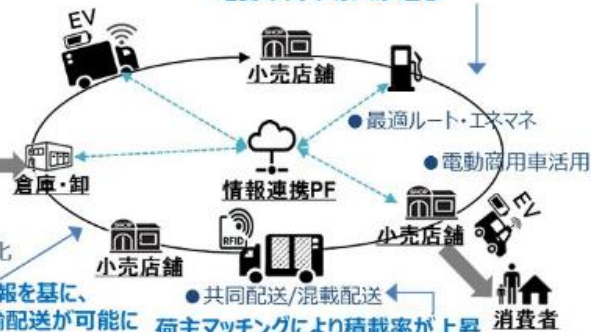 EV
SHOP
小売店舗
●最適ルート・エネマネ
●電動商用車活用
倉庫・卸
情報連携PF
SHOP
EV
RFID
SHOP
小売店舗
小売店舗
化
●共同配送/混載配送
報を基に、
配送が可能に
荷主マッチングにより積載率が上昇
消費者